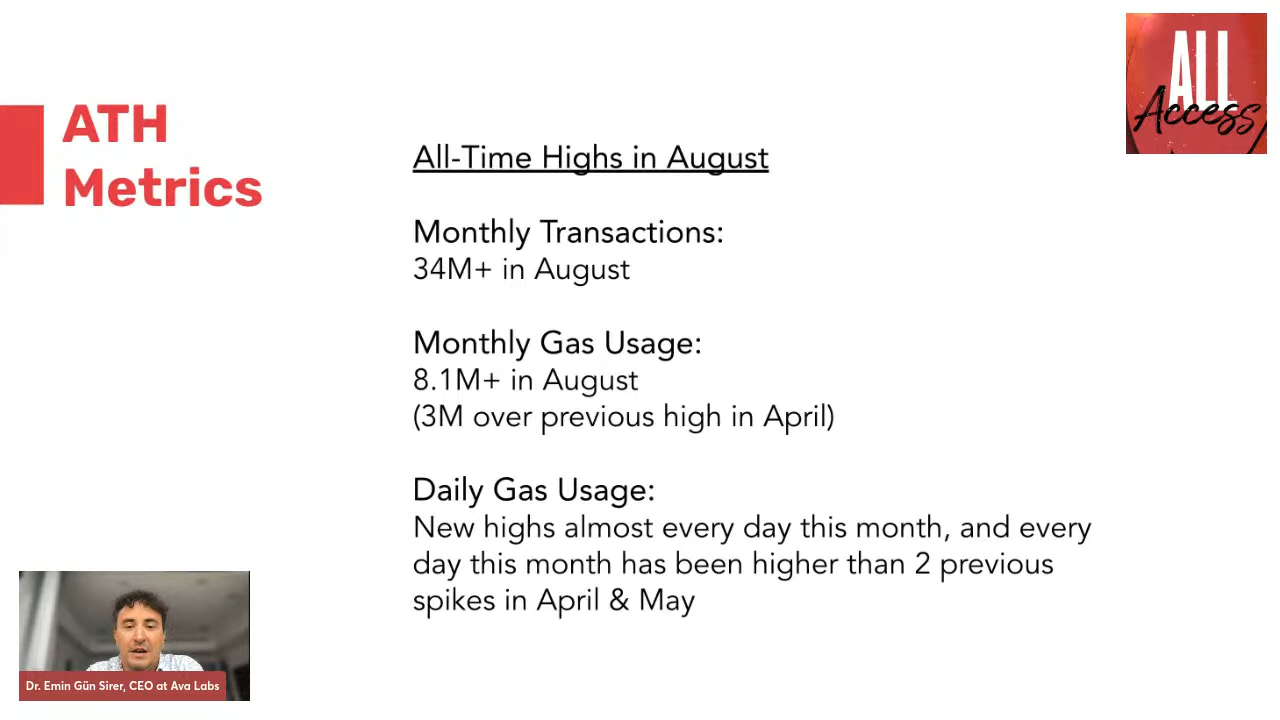 ALL
Access
ATH
Metrics
All-Time Highs in August
Monthly Transactions:
34M+ in August
Monthly Gas Usage:
8.1M+ in August
(3M over previous high in April)
Daily Gas Usage:
New highs almost every day this month, and every
day this month has been higher than 2 previous
spikes in April & May
Dr. Emin Gün Sirer, CEO at Ava Labs